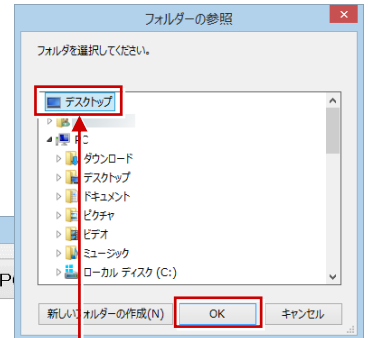 フォルダーの参照
フォルダを選択してください。
デスクトップ
PC
ダウンロード
デスクトップ
ドキュメント
ピクチャ
ビデオ
ミュージック
ローカル ディスク (C:)
P
新しいフォルダーの作成(N)
OK
キャンセル